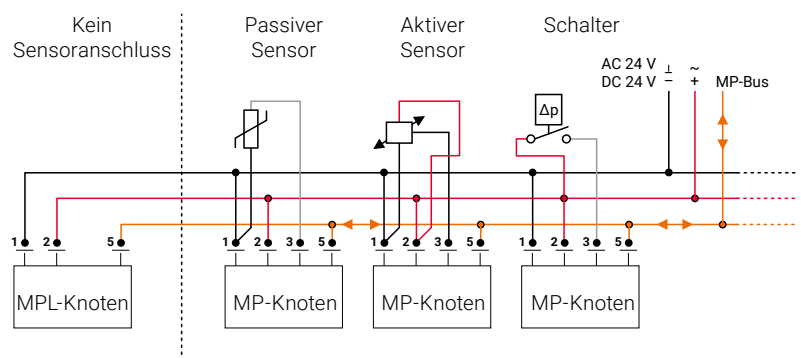 Kein
Sensoranschluss
Passiver
Sensor
Aktiver
Sensor
Schalter
AC 24 V ⊥ ~
DC 24 V – + MP-Bus
Δp
1 2 5
1 2 3 5
1 2 3 5
1 2 3 5
MPL-Knoten
MP-Knoten
MP-Knoten
MP-Knoten